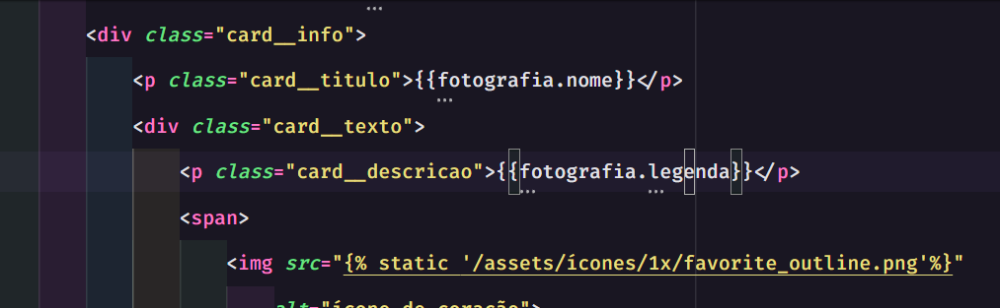 <div class="card__info">
<p class="card__titulo">{{fotografia.nome}}</p>
<div class="card__texto">
<p class="card__descricao">{{fotografia.legenda}}</p>
<span>
<img src="{% static '/assets/ícones/1x/favorite_outline.png'%}"
alt="ícone de coração">